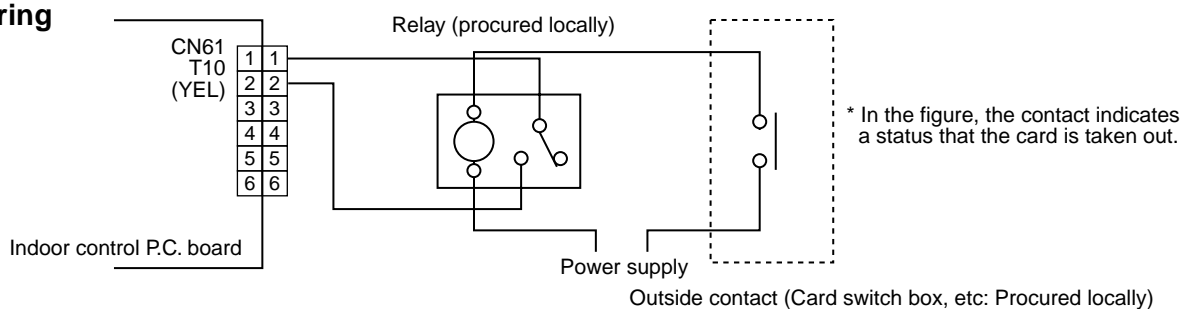 ring
Relay (procured locally)
CN61
T10
(YEL)
1 1
2 2
3 3
4 4
5 5
6 6
* In the figure, the contact indicates
a status that the card is taken out.
Indoor control P.C. board
Power supply
Outside contact (Card switch box, etc: Procured locally)